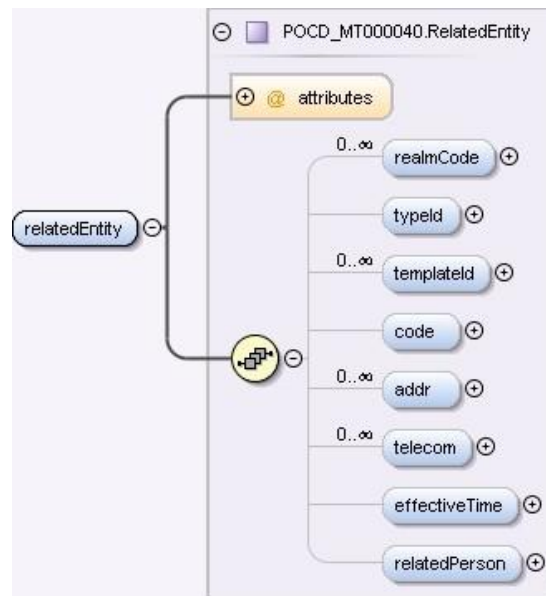 POCD_MT000040.RelatedEntity
@ attributes
0..∞
realmCode
typeId
relatedEntity
0..∞
templateId
code
0..∞
addr
0..∞
telecom
effectiveTime
relatedPerson